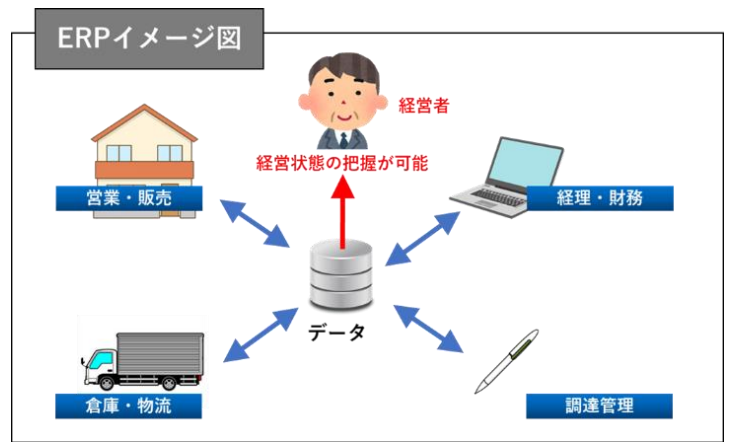 ERPイメージ図
経営者
経営状態の把握が可能
営業・販売
経理・財務
データ
倉庫・物流
調達管理